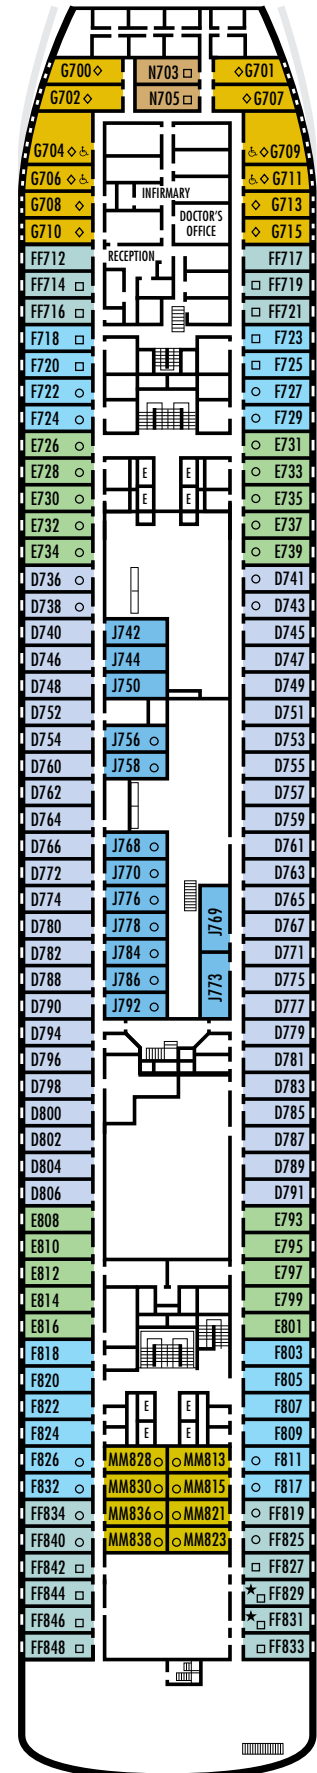 G700 N703 G701
G702 N705 G707
G704 G709
G706 INFIRMARY G711
G708 DOCTOR'S G713
OFFICE
G710 G715
FF712 RECEPTION FF717
FF714 FF719
FF716 FF721
F718 F723
F720 F725
F722 F727
F724 F729
E726 E731
E728 E E E733
E730 E E E735
E732 E737
E734 E739
D736 D741
D738 D743
D740 J742 D745
D746 J744 D747
D748 J750 D749
D752 D751
D754 J756 D753
D760 J758 D755
D762 D757
D764 D759
D766 J768 D761
D772 J770 D763
D774 J776 J769 D765
D780 J778 D767
D782 J784 D771
D788 J786 J773 D775
D790 J792 D777
D794 D779
D796 D781
D798 D783
D800 D785
D802 D787
D804 D789
D806 D791
E808 E793
E810 E795
E812 E797
E814 E799
E816 E801
F818 F803
F820 F805
F822 E E F807
F824 E E F809
F826 MM828 MM813 F811
F832 MM830 MM815 F817
FF834 MM836 MM821 FF819
FF840 MM838 MM823 FF825
FF842 FF827
FF844 FF829
FF846 FF831
FF848 FF833